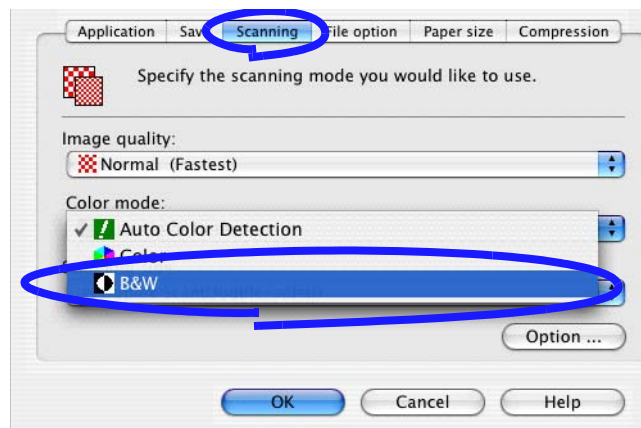 Application Save Scanning File option Paper size Compression
Specify the scanning mode you would like to use.
Image quality:
Normal (Fastest)
Color mode:
Auto Color Detection
Color
B&W
Option ...
OK Cancel Help